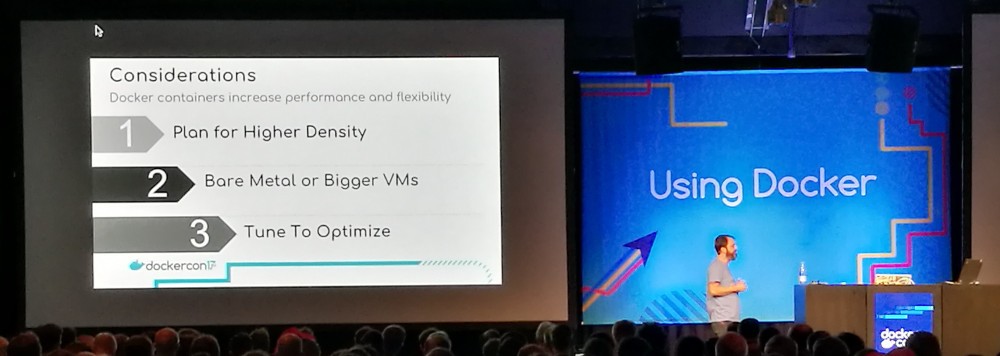 Considerations
Docker containers increase performance and flexibility
1 Plan for Higher Density
2 Bare Metal or Bigger VMs
3 Tune To Optimize
dockercon17
Using Docker